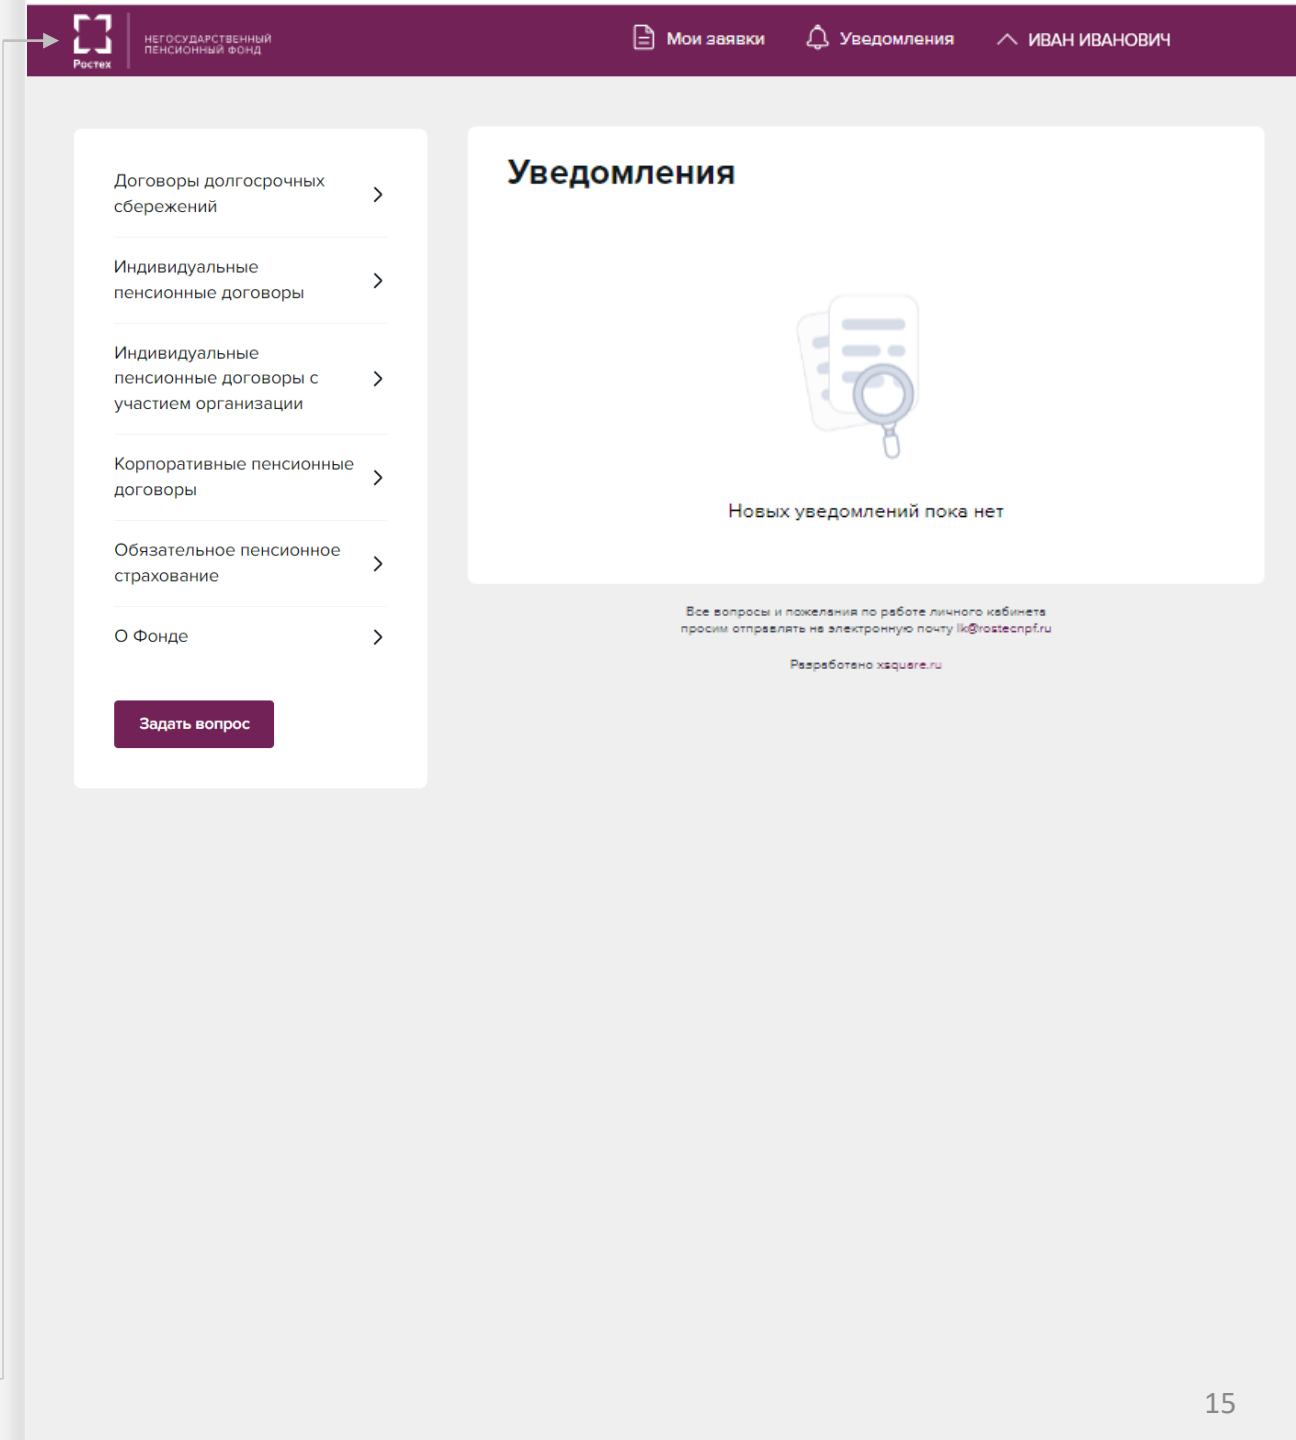 Ростех
НЕГОСУДАРСТВЕННЫЙ
ПЕНСИОННЫЙ ФОНД
Мои заявки
Уведомления
ИВАН ИВАНОВИЧ
Договоры долгосрочных
сбережений
Индивидуальные
пенсионные договоры
Индивидуальные
пенсионные договоры с
участием организации
Корпоративные пенсионные
договоры
Обязательное пенсионное
страхование
О Фонде
Задать вопрос
Уведомления
Новых уведомлений пока нет
Все вопросы и пожелания по работе личного кабинета
просим отправлять на электронную почту lk@rostecnpf.ru
Разработано xsquare.ru
15